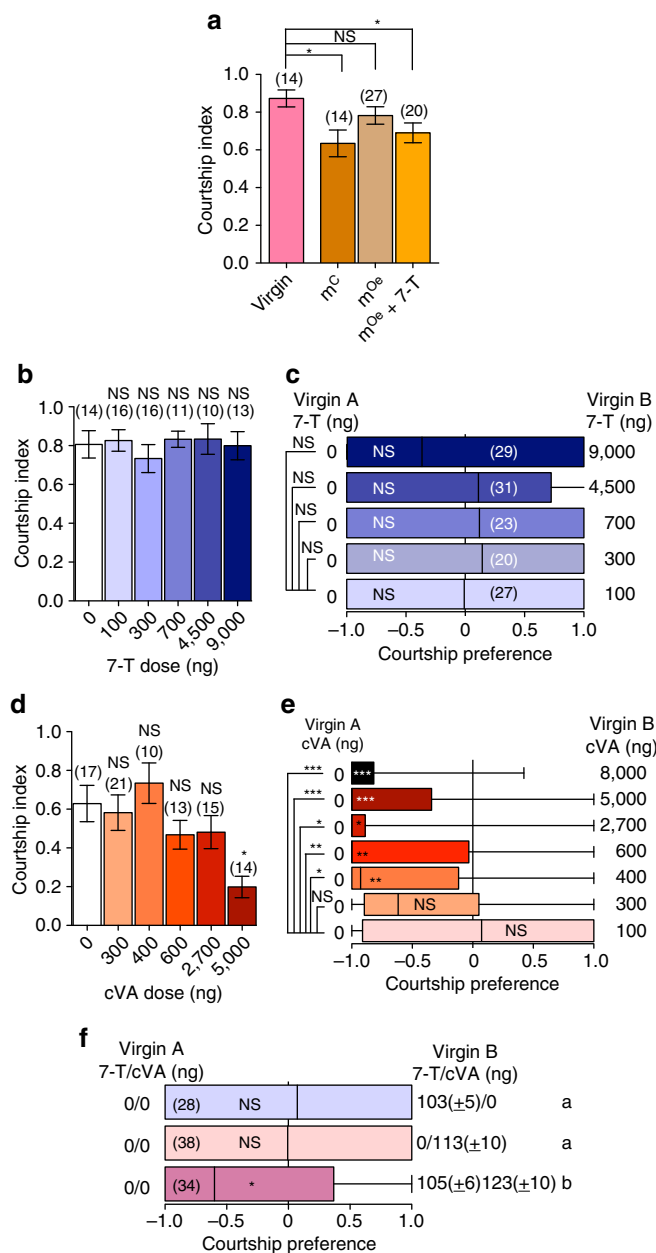 a
*
NS
*
(14)
(14)
(27)
(20)
1.0
0.8
0.6
0.4
0.2
0.0
Courtship index
Virgin
mC
mOe
mOe + 7-T
b
NS NS NS NS NS
(14) (16) (16) (11) (10) (13)
1.0
0.8
0.6
0.4
0.2
0.0
Courtship index
0 100 300 700 4,500 9,000
7-T dose (ng)
c
Virgin A
7-T (ng)
Virgin B
7-T (ng)
NS 0 NS (29) 9,000
NS 0 NS (31) 4,500
NS 0 NS (23) 700
NS 0 NS (20) 300
0 NS (27) 100
−1.0 −0.5 0 0.5 1.0
Courtship preference
d
NS NS NS NS *
(17) (21) (10) (13) (15) (14)
1.0
0.8
0.6
0.4
0.2
0.0
Courtship index
0 300 400 600 2,700 5,000
cVA dose (ng)
e
Virgin A
cVA (ng)
Virgin B
cVA (ng)
*** 0 *** 8,000
*** 0 *** 5,000
* 0 * 2,700
** 0 ** 600
* 0 ** 400
NS 0 NS 300
0 NS 100
−1.0 −0.5 0 0.5 1.0
Courtship preference
f
Virgin A
7-T/cVA (ng)
Virgin B
7-T/cVA (ng)
0/0 (28) NS 103(±5)/0 a
0/0 (38) NS 0/113(±10) a
0/0 (34) * 105(±6)123(±10) b
−1.0 −0.5 0 0.5 1.0
Courtship preference